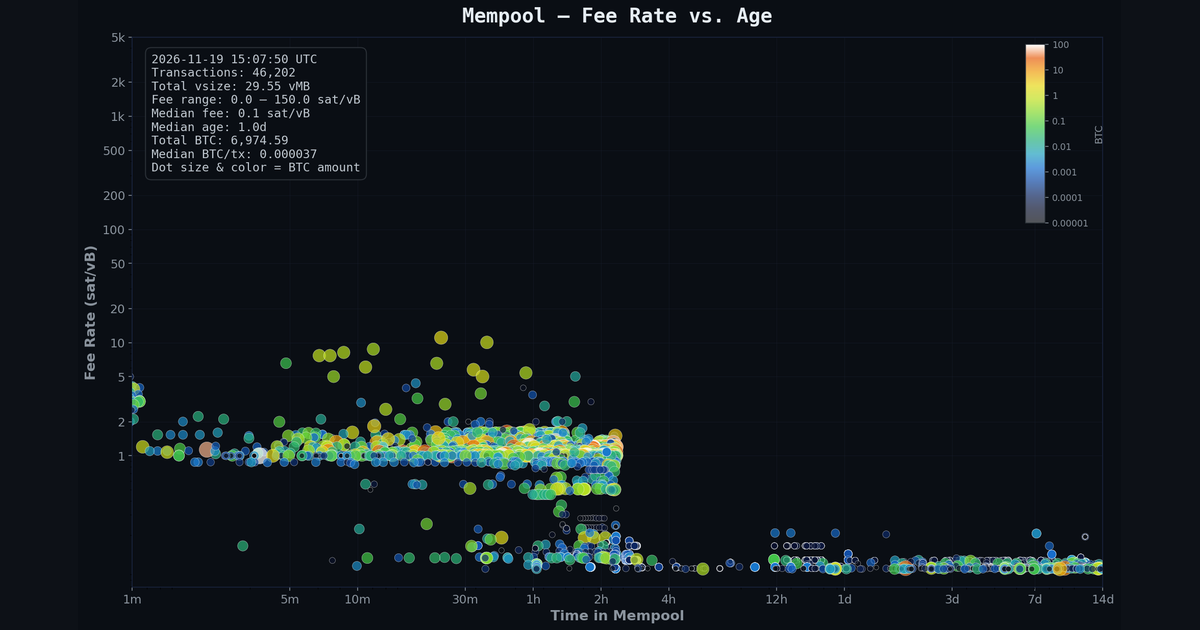 Mempool — Fee Rate vs. Age
2026-11-19 15:07:50 UTC
Transactions: 46,202
Total vsize: 29.55 vMB
Fee range: 0.0 – 150.0 sat/vB
Median fee: 0.1 sat/vB
Median age: 1.0d
Total BTC: 6,974.59
Median BTC/tx: 0.000037
Dot size & color = BTC amount
100
10
1
0.1
0.01
0.001
0.0001
0.00001
BTC
Fee Rate (sat/vB)
5k
2k
1k
500
200
100
50
20
10
5
2
1
1m 5m 10m 30m 1h 2h 4h 12h 1d 3d 7d 14d
Time in Mempool